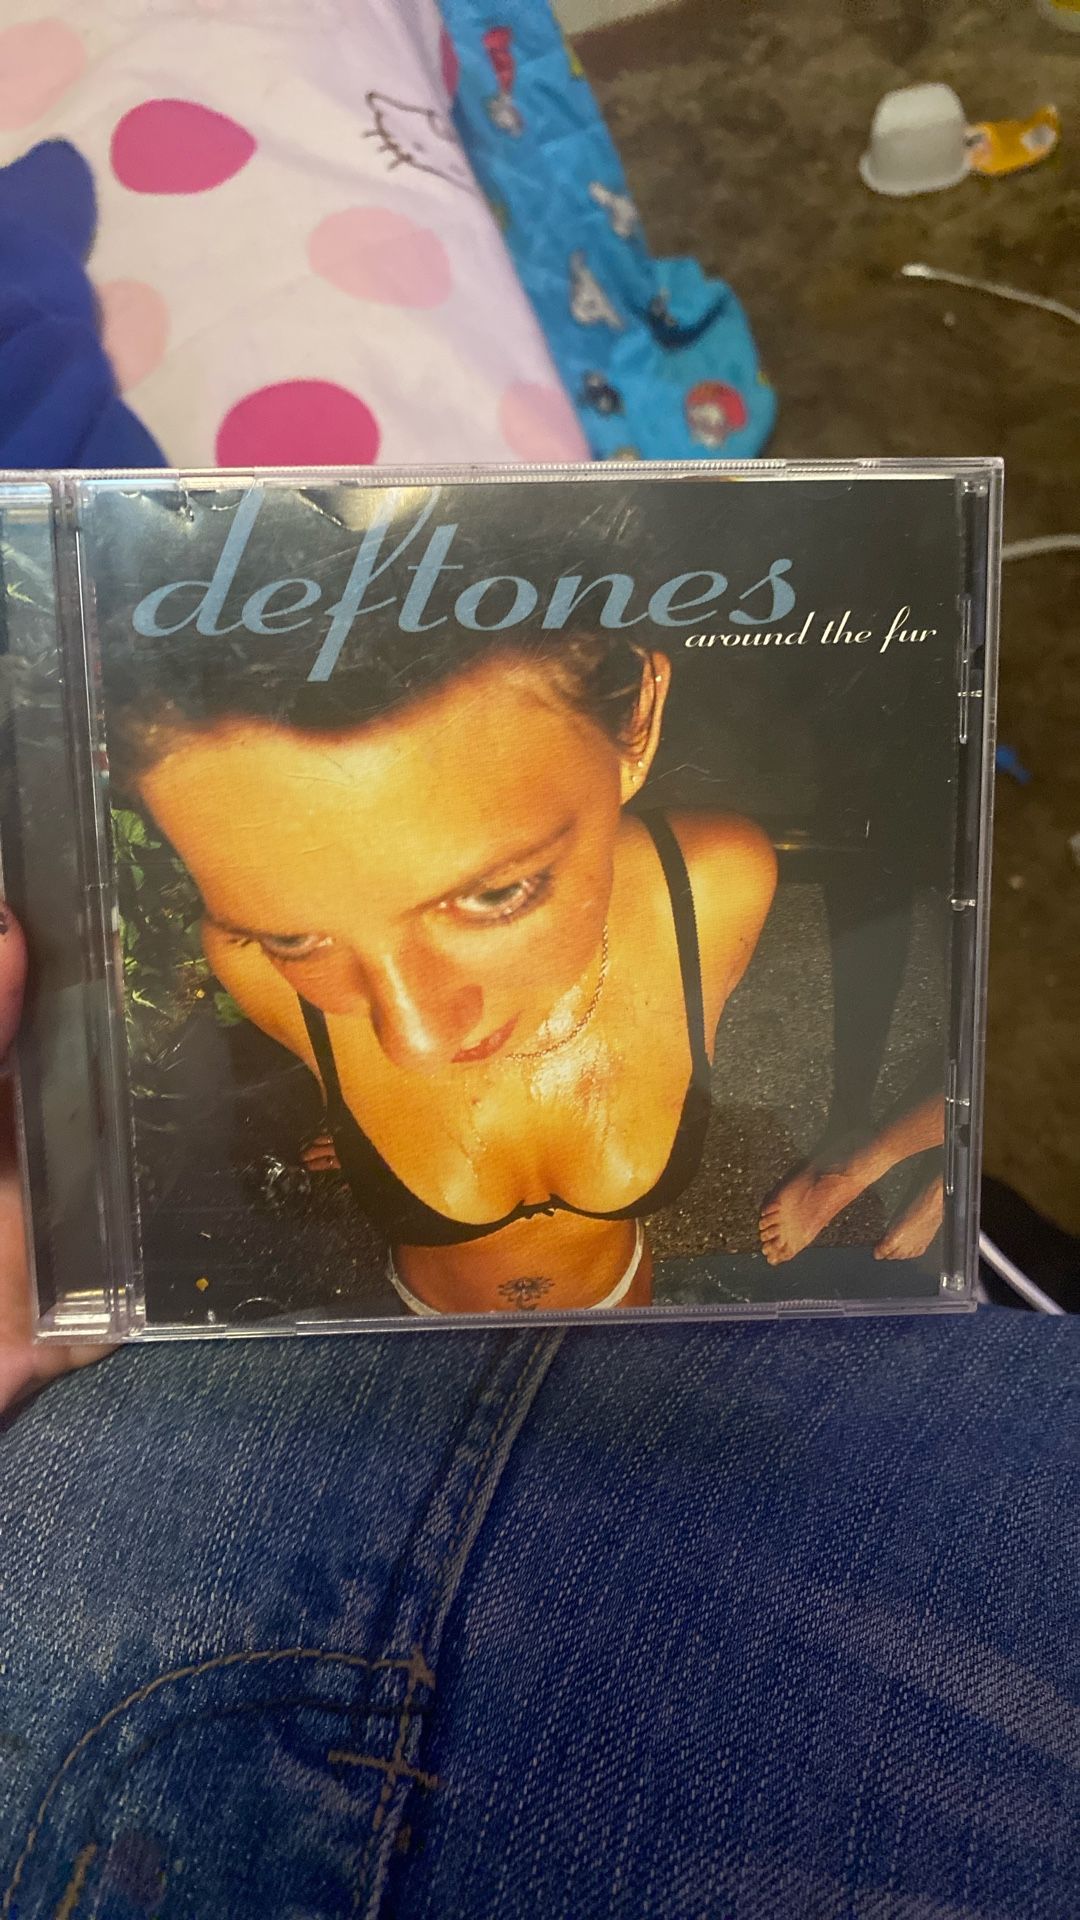 deftones
around the fur